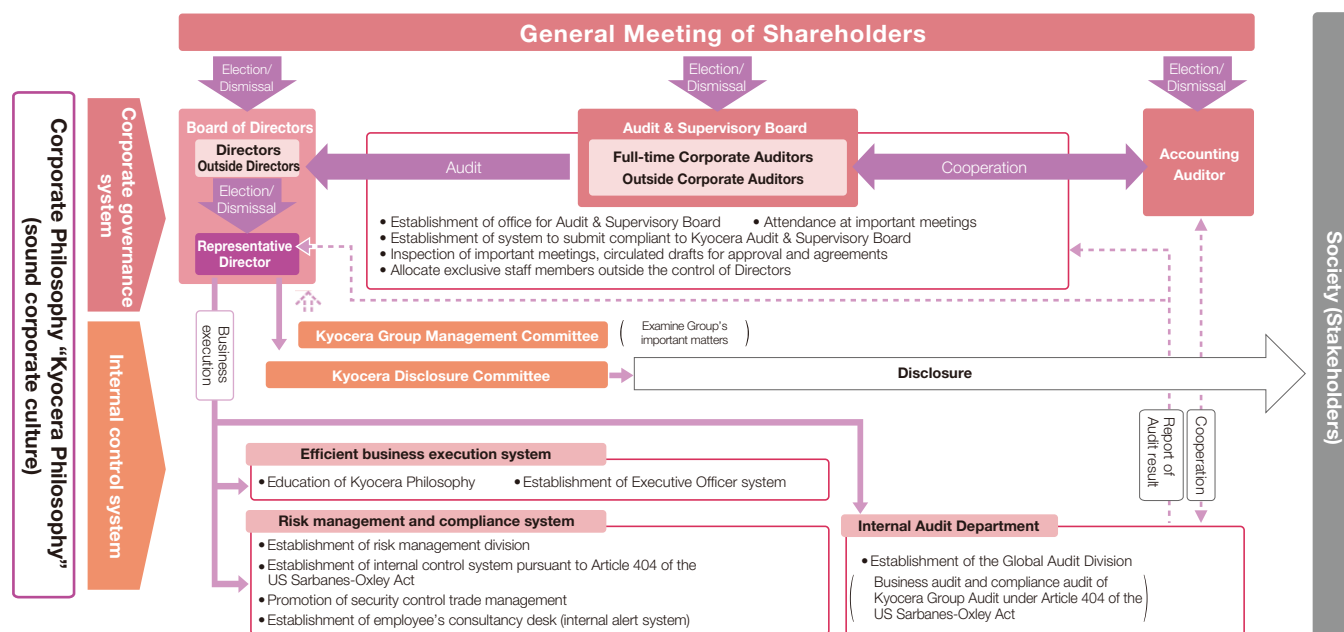 General Meeting of Shareholders
Election/
Dismissal
Election/
Dismissal
Election/
Dismissal
Corporate Philosophy “Kyocera Philosophy”
(sound corporate culture)
Corporate governance
system
Internal control system
Board of Directors
Directors
Outside Directors
Election/
Dismissal
Representative
Director
Audit
Audit & Supervisory Board
Full-time Corporate Auditors
Outside Corporate Auditors
Cooperation
Accounting
Auditor
• Establishment of office for Audit & Supervisory Board • Attendance at important meetings
• Establishment of system to submit compliant to Kyocera Audit & Supervisory Board
• Inspection of important meetings, circulated drafts for approval and agreements
• Allocate exclusive staff members outside the control of Directors
Business
execution
Kyocera Group Management Committee
(Examine Group's
important matters)
Kyocera Disclosure Committee
Disclosure
Society (Stakeholders)
Report of
Audit result
Cooperation
Efficient business execution system
• Education of Kyocera Philosophy • Establishment of Executive Officer system
Risk management and compliance system
• Establishment of risk management division
• Establishment of internal control system pursuant to Article 404 of the
US Sarbanes-Oxley Act
• Promotion of security control trade management
• Establishment of employee's consultancy desk (internal alert system)
Internal Audit Department
• Establishment of the Global Audit Division
(Business audit and compliance audit of
Kyocera Group Audit under Article 404 of the
US Sarbanes-Oxley Act)